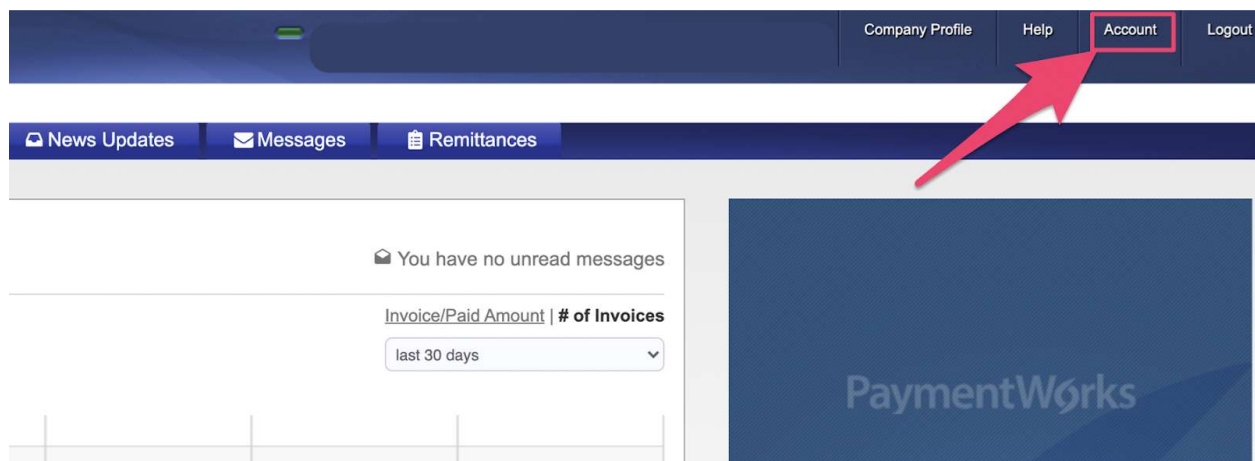 Company Profile Help Account Logout
News Updates Messages Remittances
You have no unread messages
Invoice/Paid Amount | # of Invoices
last 30 days
PaymentWorks